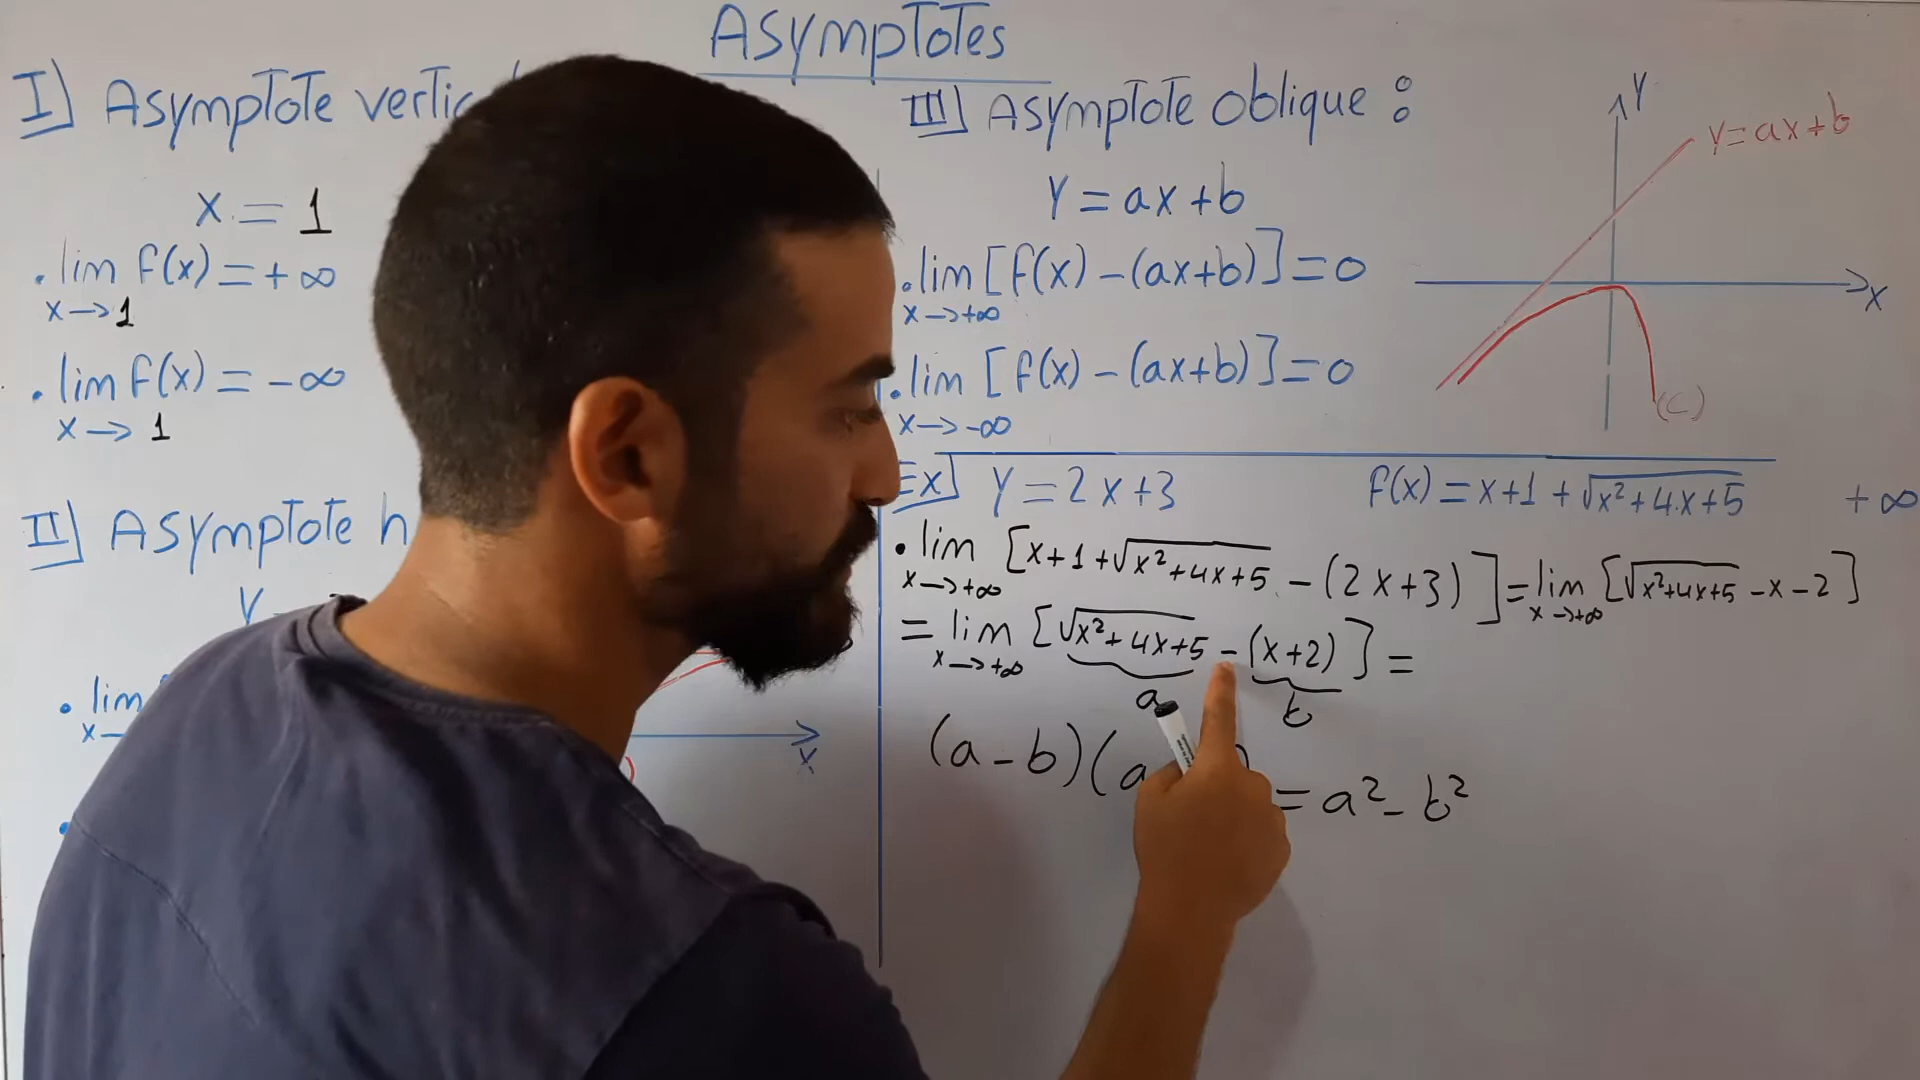 Asymptotes
I) Asymptote
x = 1
. lim f(x) = +∞
x → 1
. lim f(x) = -∞
x → 1
II) Asymptote
Y
. lim
x →
x
III) Asymptote oblique :
Y = ax + b
. lim [f(x) - (ax+b)] = 0
x → +∞
. lim [f(x) - (ax+b)] = 0
x → -∞
Y
Y = ax + b
x
(C)
Ex) Y = 2x + 3 f(x) = x + 1 + √x² + 4x + 5 +∞
. lim [x + 1 + √x² + 4x + 5 - (2x + 3)] = lim [√x² + 4x + 5 - x - 2]
x → +∞ x → +∞
= lim [√x² + 4x + 5 - (x + 2)] =
x → +∞
a b
(a - b)(a ) = a² - b²